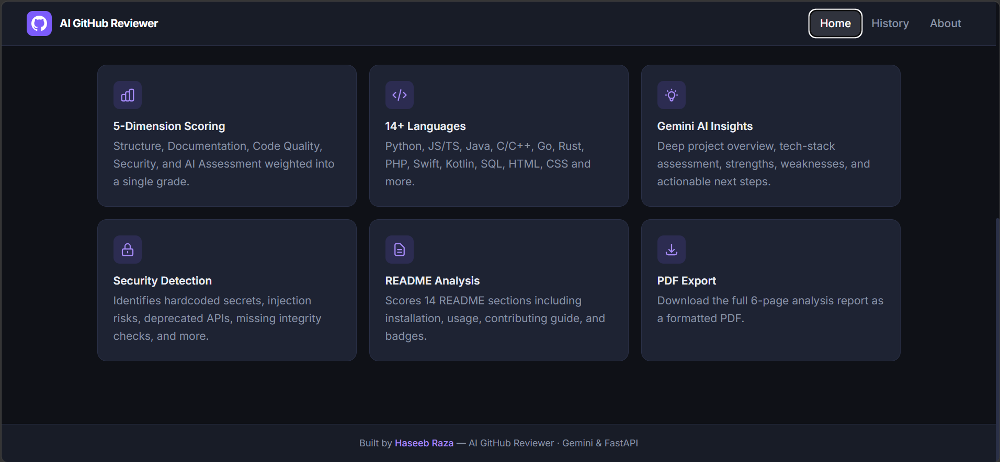 AI GitHub Reviewer
Home
History
About
5-Dimension Scoring
Structure, Documentation, Code Quality,
Security, and AI Assessment weighted into
a single grade.
14+ Languages
Python, JS/TS, Java, C/C++, Go, Rust,
PHP, Swift, Kotlin, SQL, HTML, CSS and
more.
Gemini AI Insights
Deep project overview, tech-stack
assessment, strengths, weaknesses, and
actionable next steps.
Security Detection
Identifies hardcoded secrets, injection
risks, deprecated APIs, missing integrity
checks, and more.
README Analysis
Scores 14 README sections including
installation, usage, contributing guide, and
badges.
PDF Export
Download the full 6-page analysis report as
a formatted PDF.
Built by Haseeb Raza — AI GitHub Reviewer · Gemini & FastAPI